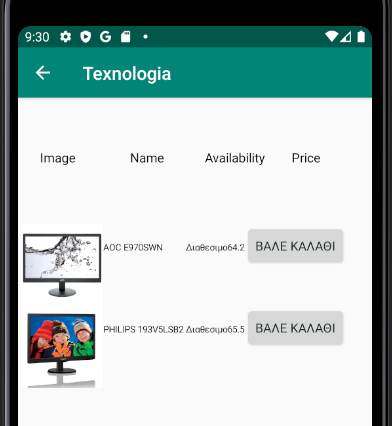 9:30
Texnologia
Image Name Availability Price
AOC E970SWN Διαθεσιμο64.2 ΒΑΛΕ ΚΑΛΑΘΙ
PHILIPS 193V5LSB2 Διαθεσιμο65.5 ΒΑΛΕ ΚΑΛΑΘΙ